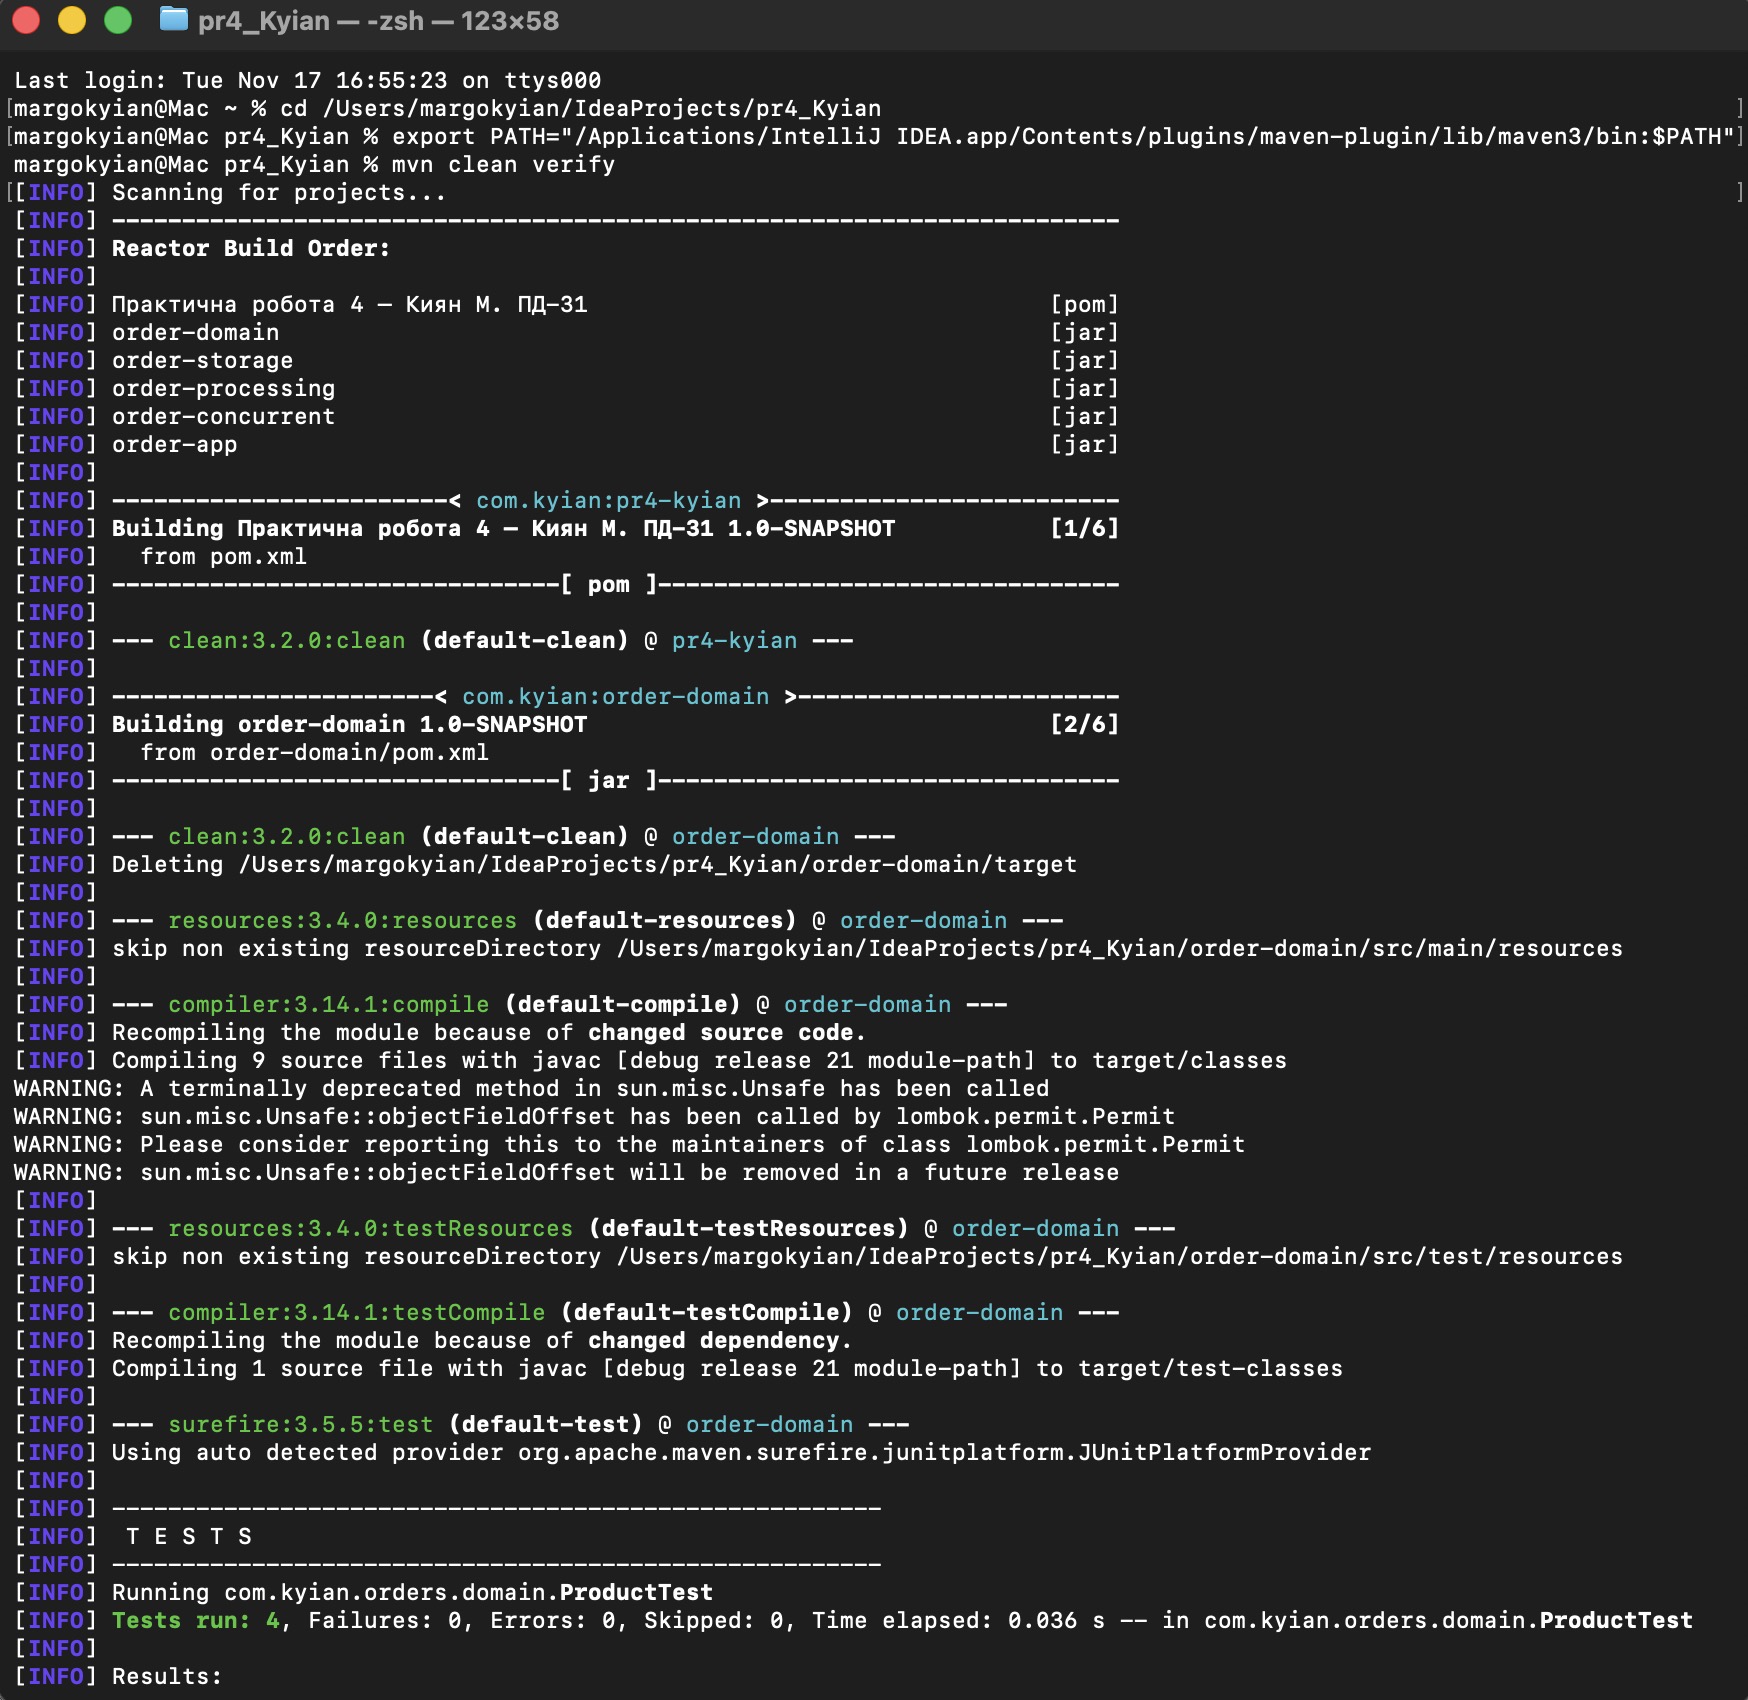 pr4_Kyian — -zsh — 123×58
Last login: Tue Nov 17 16:55:23 on ttys000
[margokyian@Mac ~ % cd /Users/margokyian/IdeaProjects/pr4_Kyian ]
[margokyian@Mac pr4_Kyian % export PATH="/Applications/IntelliJ IDEA.app/Contents/plugins/maven-plugin/lib/maven3/bin:$PATH"]
margokyian@Mac pr4_Kyian % mvn clean verify
[[INFO] Scanning for projects... ]
[INFO] ------------------------------------------------------------------------
[INFO] Reactor Build Order:
[INFO]
[INFO] Практична робота 4 — Киян М. ПД-31 [pom]
[INFO] order-domain [jar]
[INFO] order-storage [jar]
[INFO] order-processing [jar]
[INFO] order-concurrent [jar]
[INFO] order-app [jar]
[INFO]
[INFO] ------------------------< com.kyian:pr4-kyian >-------------------------
[INFO] Building Практична робота 4 — Киян М. ПД-31 1.0-SNAPSHOT [1/6]
[INFO]   from pom.xml
[INFO] --------------------------------[ pom ]---------------------------------
[INFO]
[INFO] --- clean:3.2.0:clean (default-clean) @ pr4-kyian ---
[INFO]
[INFO] -----------------------< com.kyian:order-domain >-----------------------
[INFO] Building order-domain 1.0-SNAPSHOT [2/6]
[INFO]   from order-domain/pom.xml
[INFO] --------------------------------[ jar ]---------------------------------
[INFO]
[INFO] --- clean:3.2.0:clean (default-clean) @ order-domain ---
[INFO] Deleting /Users/margokyian/IdeaProjects/pr4_Kyian/order-domain/target
[INFO]
[INFO] --- resources:3.4.0:resources (default-resources) @ order-domain ---
[INFO] skip non existing resourceDirectory /Users/margokyian/IdeaProjects/pr4_Kyian/order-domain/src/main/resources
[INFO]
[INFO] --- compiler:3.14.1:compile (default-compile) @ order-domain ---
[INFO] Recompiling the module because of changed source code.
[INFO] Compiling 9 source files with javac [debug release 21 module-path] to target/classes
WARNING: A terminally deprecated method in sun.misc.Unsafe has been called
WARNING: sun.misc.Unsafe::objectFieldOffset has been called by lombok.permit.Permit
WARNING: Please consider reporting this to the maintainers of class lombok.permit.Permit
WARNING: sun.misc.Unsafe::objectFieldOffset will be removed in a future release
[INFO]
[INFO] --- resources:3.4.0:testResources (default-testResources) @ order-domain ---
[INFO] skip non existing resourceDirectory /Users/margokyian/IdeaProjects/pr4_Kyian/order-domain/src/test/resources
[INFO]
[INFO] --- compiler:3.14.1:testCompile (default-testCompile) @ order-domain ---
[INFO] Recompiling the module because of changed dependency.
[INFO] Compiling 1 source file with javac [debug release 21 module-path] to target/test-classes
[INFO]
[INFO] --- surefire:3.5.5:test (default-test) @ order-domain ---
[INFO] Using auto detected provider org.apache.maven.surefire.junitplatform.JUnitPlatformProvider
[INFO]
[INFO] -------------------------------------------------------
[INFO]  T E S T S
[INFO] -------------------------------------------------------
[INFO] Running com.kyian.orders.domain.ProductTest
[INFO] Tests run: 4, Failures: 0, Errors: 0, Skipped: 0, Time elapsed: 0.036 s -- in com.kyian.orders.domain.ProductTest
[INFO]
[INFO] Results: